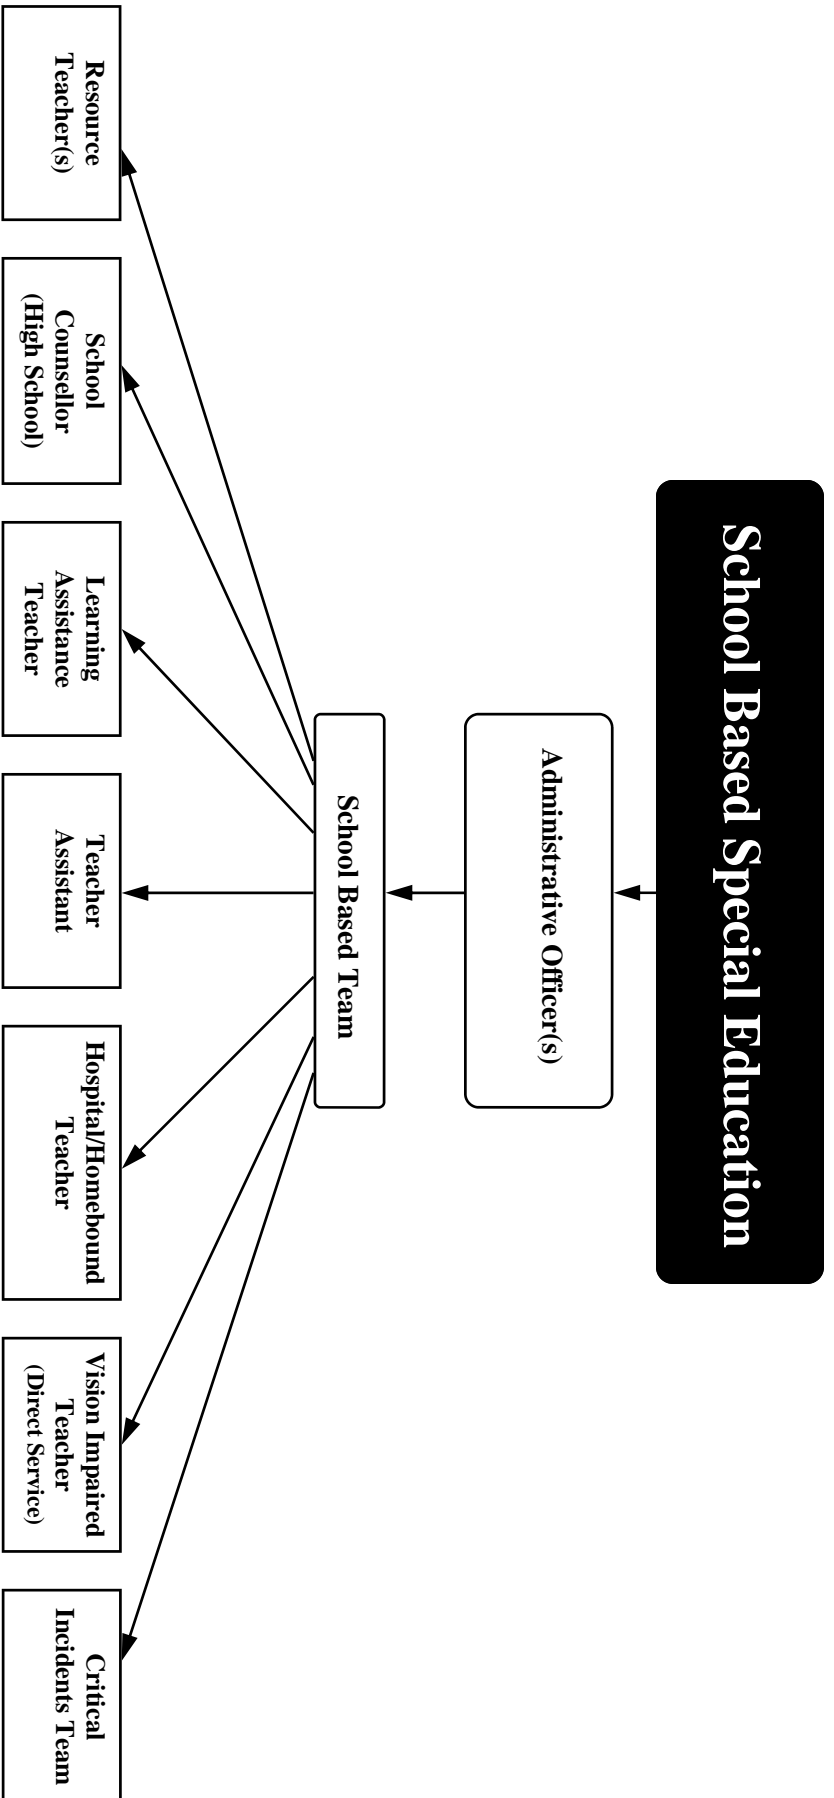 School Based Special Education
Administrative Officer(s)
School Based Team
Resource
Teacher(s)
School
Counsellor
(High School)
Learning
Assistance
Teacher
Teacher
Assistant
Hospital/Homebound
Teacher
Vision Impaired
Teacher
(Direct Service)
Critical
Incidents Team